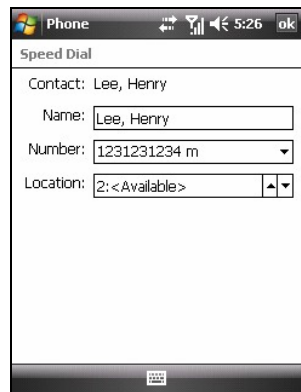 Phone 5:26 ok
Speed Dial
Contact: Lee, Henry
Name: Lee, Henry
Number: 1231231234 m
Location: 2:<Available>